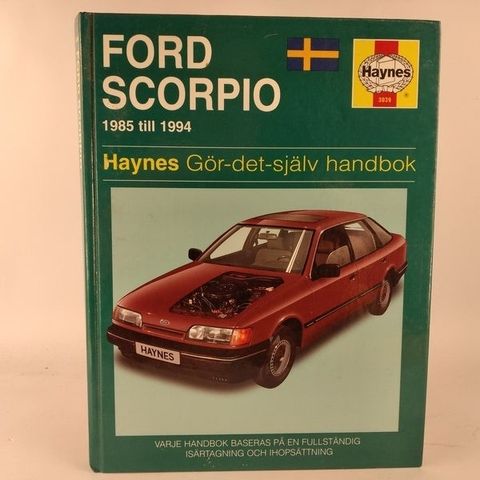 FORD
SCORPIO
1985 till 1994
Haynes
3039
Haynes Gör-det-själv handbok
HAYNES
VARJE HANDBOK BASERAS PÅ EN FULLSTÄNDIG
ISÄRTAGNING OCH IHOPSÄTTNING